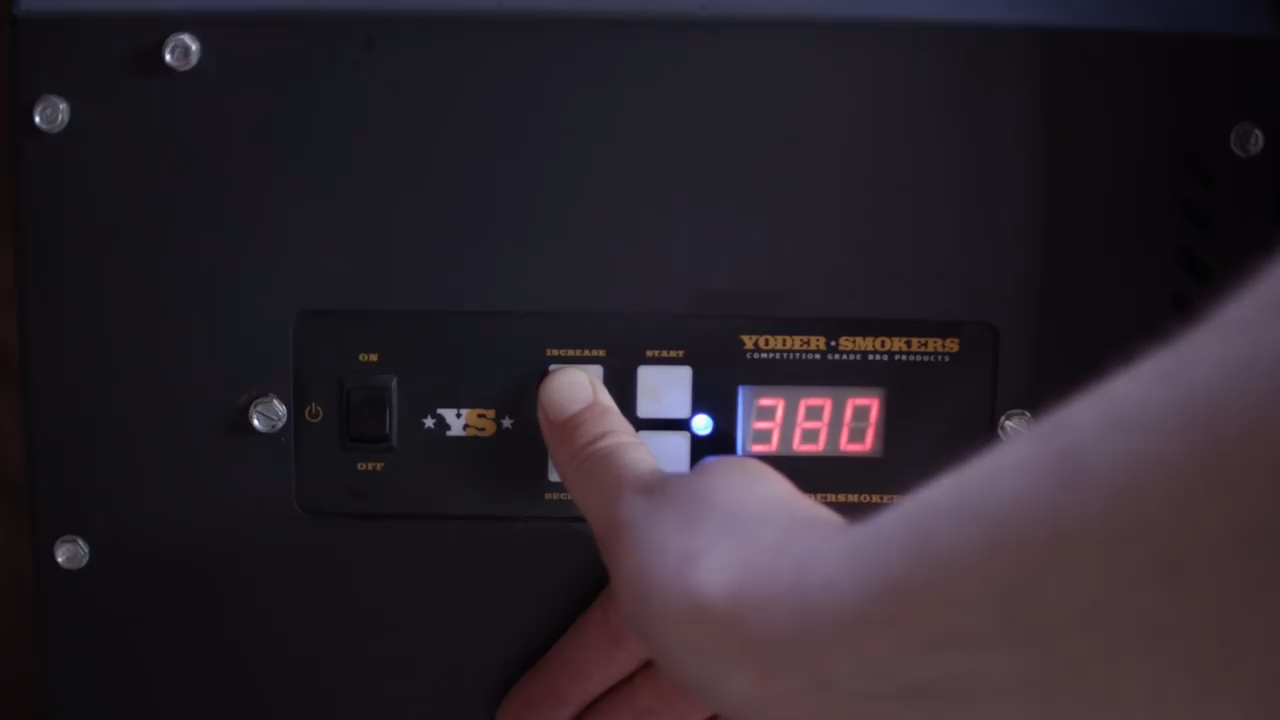 INCREASE
START
YODER★SMOKERS
COMPETITION GRADE BBQ PRODUCTS
ON
YS
380
OFF